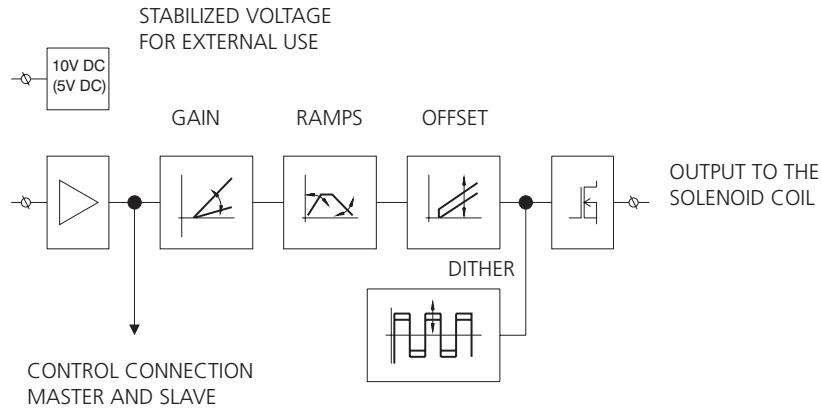 STABILIZED VOLTAGE
FOR EXTERNAL USE
10V DC
(5V DC)
GAIN
RAMPS
OFFSET
OUTPUT TO THE
SOLENOID COIL
DITHER
CONTROL CONNECTION
MASTER AND SLAVE